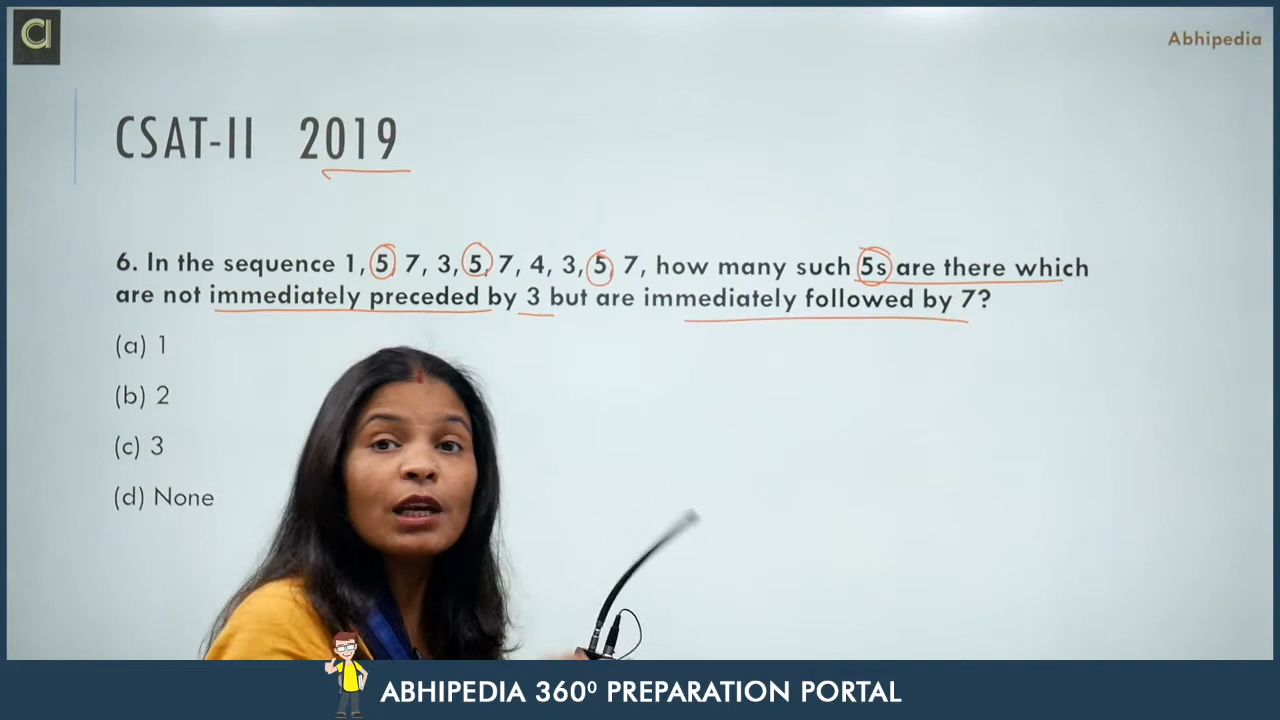 Abhipedia
CSAT-II 2019
6. In the sequence 1, 5, 7, 3, 5, 7, 4, 3, 5, 7, how many such 5s are there which
are not immediately preceded by 3 but are immediately followed by 7?
(a) 1
(b) 2
(c) 3
(d) None
ABHIPEDIA 360⁰ PREPARATION PORTAL